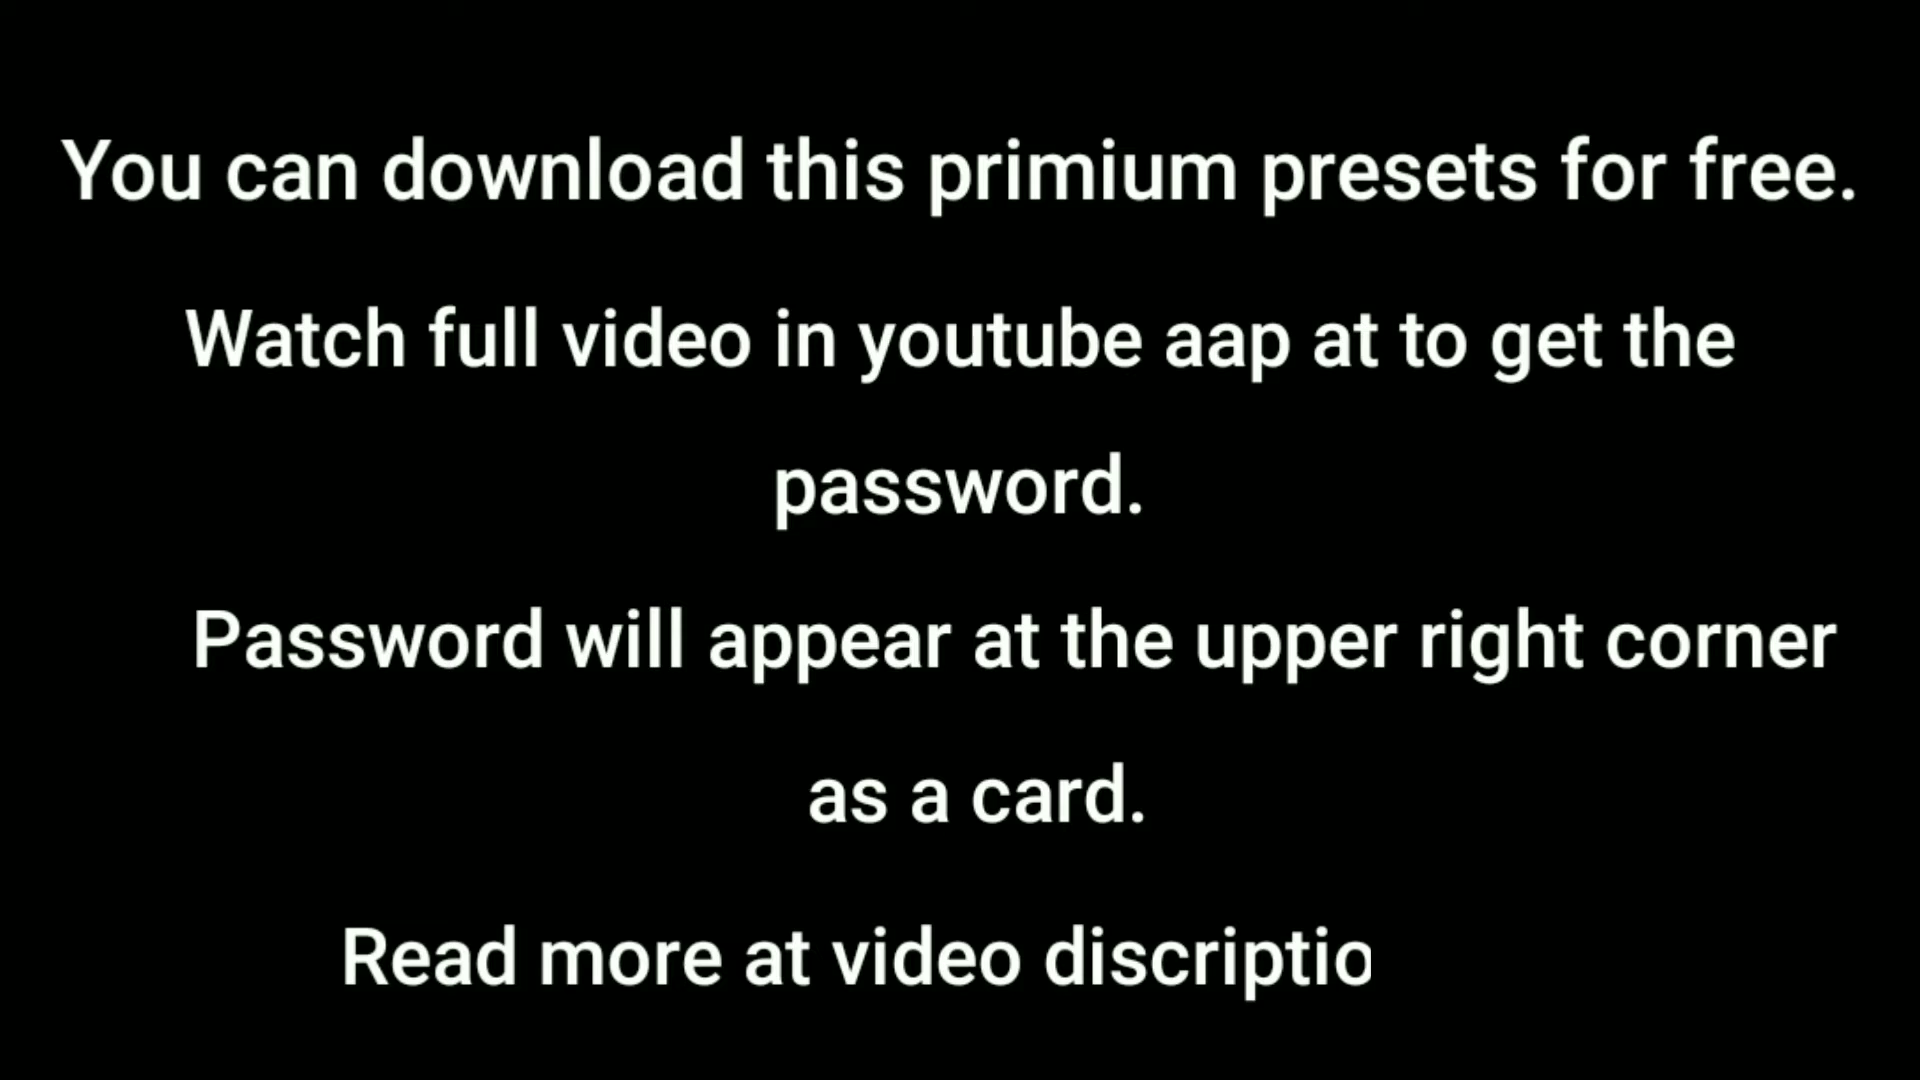 You can download this primium presets for free.
Watch full video in youtube aap at to get the
password.
Password will appear at the upper right corner
as a card.
Read more at video discriptio